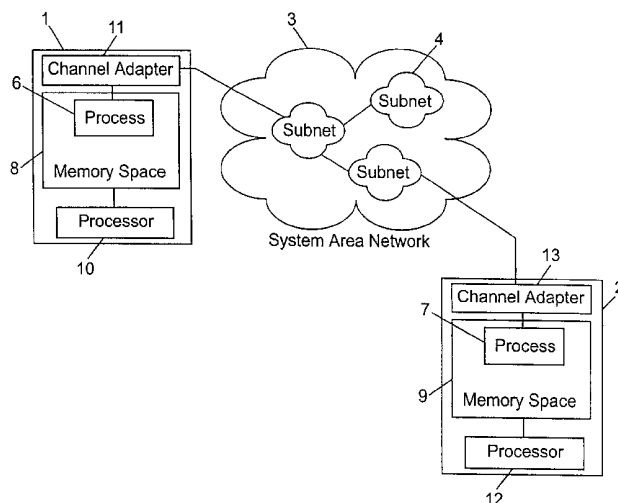 1
11
3
4
Channel Adapter
6
Process
8
Memory Space
Processor
10
Subnet
Subnet
Subnet
System Area Network
13
2
Channel Adapter
7
Process
9
Memory Space
Processor
12